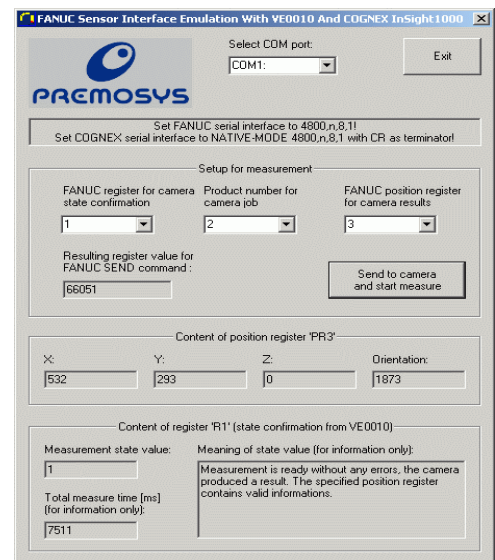 FANUC Sensor Interface Emulation With VE0010 And COGNEX InSight1000
PREMOSYS
Select COM port:
COM1:
Exit
Set FANUC serial interface to 4800,n,8,1!
Set COGNEX serial interface to NATIVE-MODE 4800,n,8,1 with CR as terminator!
Setup for measurement
FANUC register for camera
state confirmation
1
Product number for
camera job
2
FANUC position register
for camera results
3
Resulting register value for
FANUC SEND command :
66051
Send to camera
and start measure
Content of position register 'PR3'
X:
532
Y:
293
Z:
0
Orientation:
1873
Content of register 'R1' (state confirmation from VE0010)
Measurement state value:
1
Total measure time [ms]
(for information only):
7511
Meaning of state value (for information only):
Measurement is ready without any errors, the camera
produced a result. The specified position register
contains valid informations.